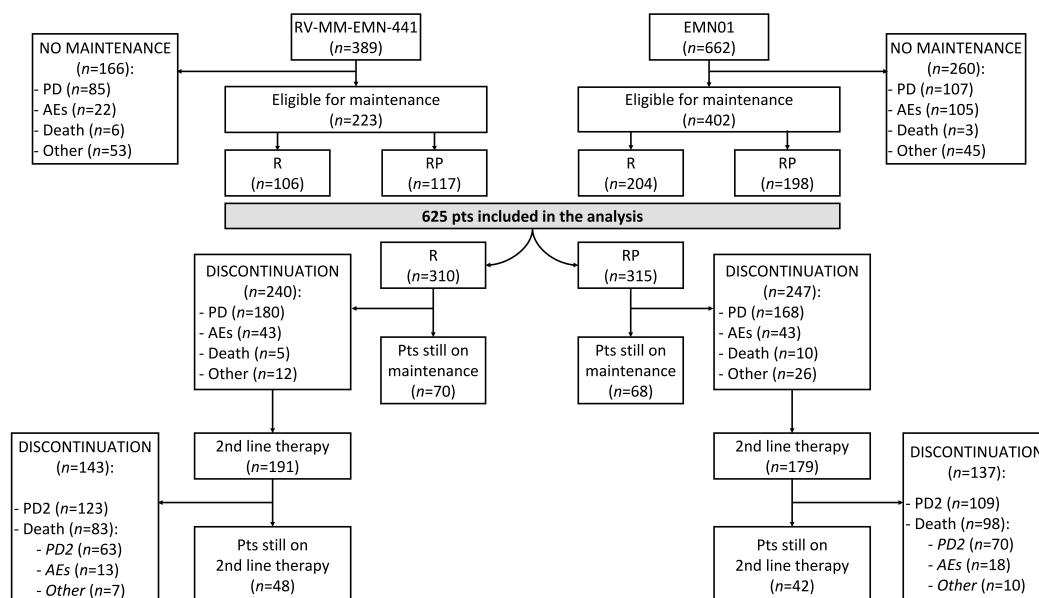 RV-MM-EMN-441
(n=389)
EMN01
(n=662)
NO MAINTENANCE
(n=166):
- PD (n=85)
- AEs (n=22)
- Death (n=6)
- Other (n=53)
NO MAINTENANCE
(n=260):
- PD (n=107)
- AEs (n=105)
- Death (n=3)
- Other (n=45)
Eligible for maintenance
(n=223)
Eligible for maintenance
(n=402)
R
(n=106)
RP
(n=117)
R
(n=204)
RP
(n=198)
625 pts included in the analysis
R
(n=310)
RP
(n=315)
DISCONTINUATION
(n=240):
- PD (n=180)
- AEs (n=43)
- Death (n=5)
- Other (n=12)
Pts still on
maintenance
(n=70)
Pts still on
maintenance
(n=68)
DISCONTINUATION
(n=247):
- PD (n=168)
- AEs (n=43)
- Death (n=10)
- Other (n=26)
DISCONTINUATION
(n=143):
- PD2 (n=123)
- Death (n=83):
- PD2 (n=63)
- AEs (n=13)
- Other (n=7)
2nd line therapy
(n=191)
Pts still on
2nd line therapy
(n=48)
2nd line therapy
(n=179)
Pts still on
2nd line therapy
(n=42)
DISCONTINUATION
(n=137):
- PD2 (n=109)
- Death (n=98):
- PD2 (n=70)
- AEs (n=18)
- Other (n=10)